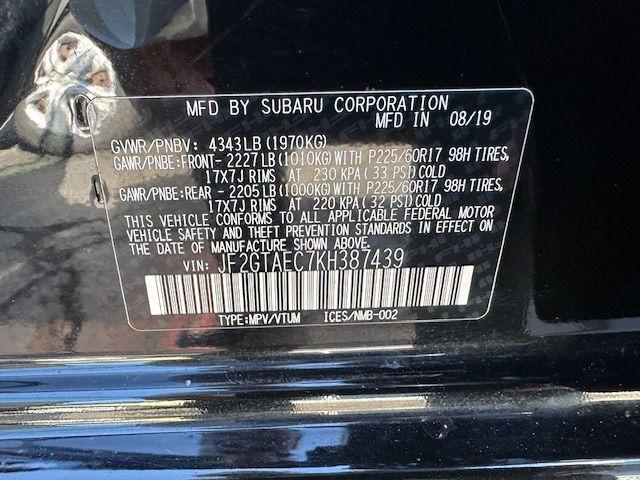 MFD BY SUBARU CORPORATION
MFD IN 08/19
GVWR/PNBV: 4343LB(1970KG)
GAWR/PNBE:FRONT- 2227LB(1010KG)WITH P225/60R17 98H TIRES,
17X7J RIMS AT 230 KPA(33 PSI)COLD
GAWR/PNBE:REAR - 2205LB(1000KG)WITH P225/60R17 98H TIRES,
17X7J RIMS AT 220 KPA(32 PSI)COLD
THIS VEHICLE CONFORMS TO ALL APPLICABLE FEDERAL MOTOR
VEHICLE SAFETY AND THEFT PREVENTION STANDARDS IN EFFECT ON
THE DATE OF MANUFACTURE SHOWN ABOVE.
VIN: JF2GTAEC7KH387439
TYPE:MPV/VTUM ICES/NMB-002